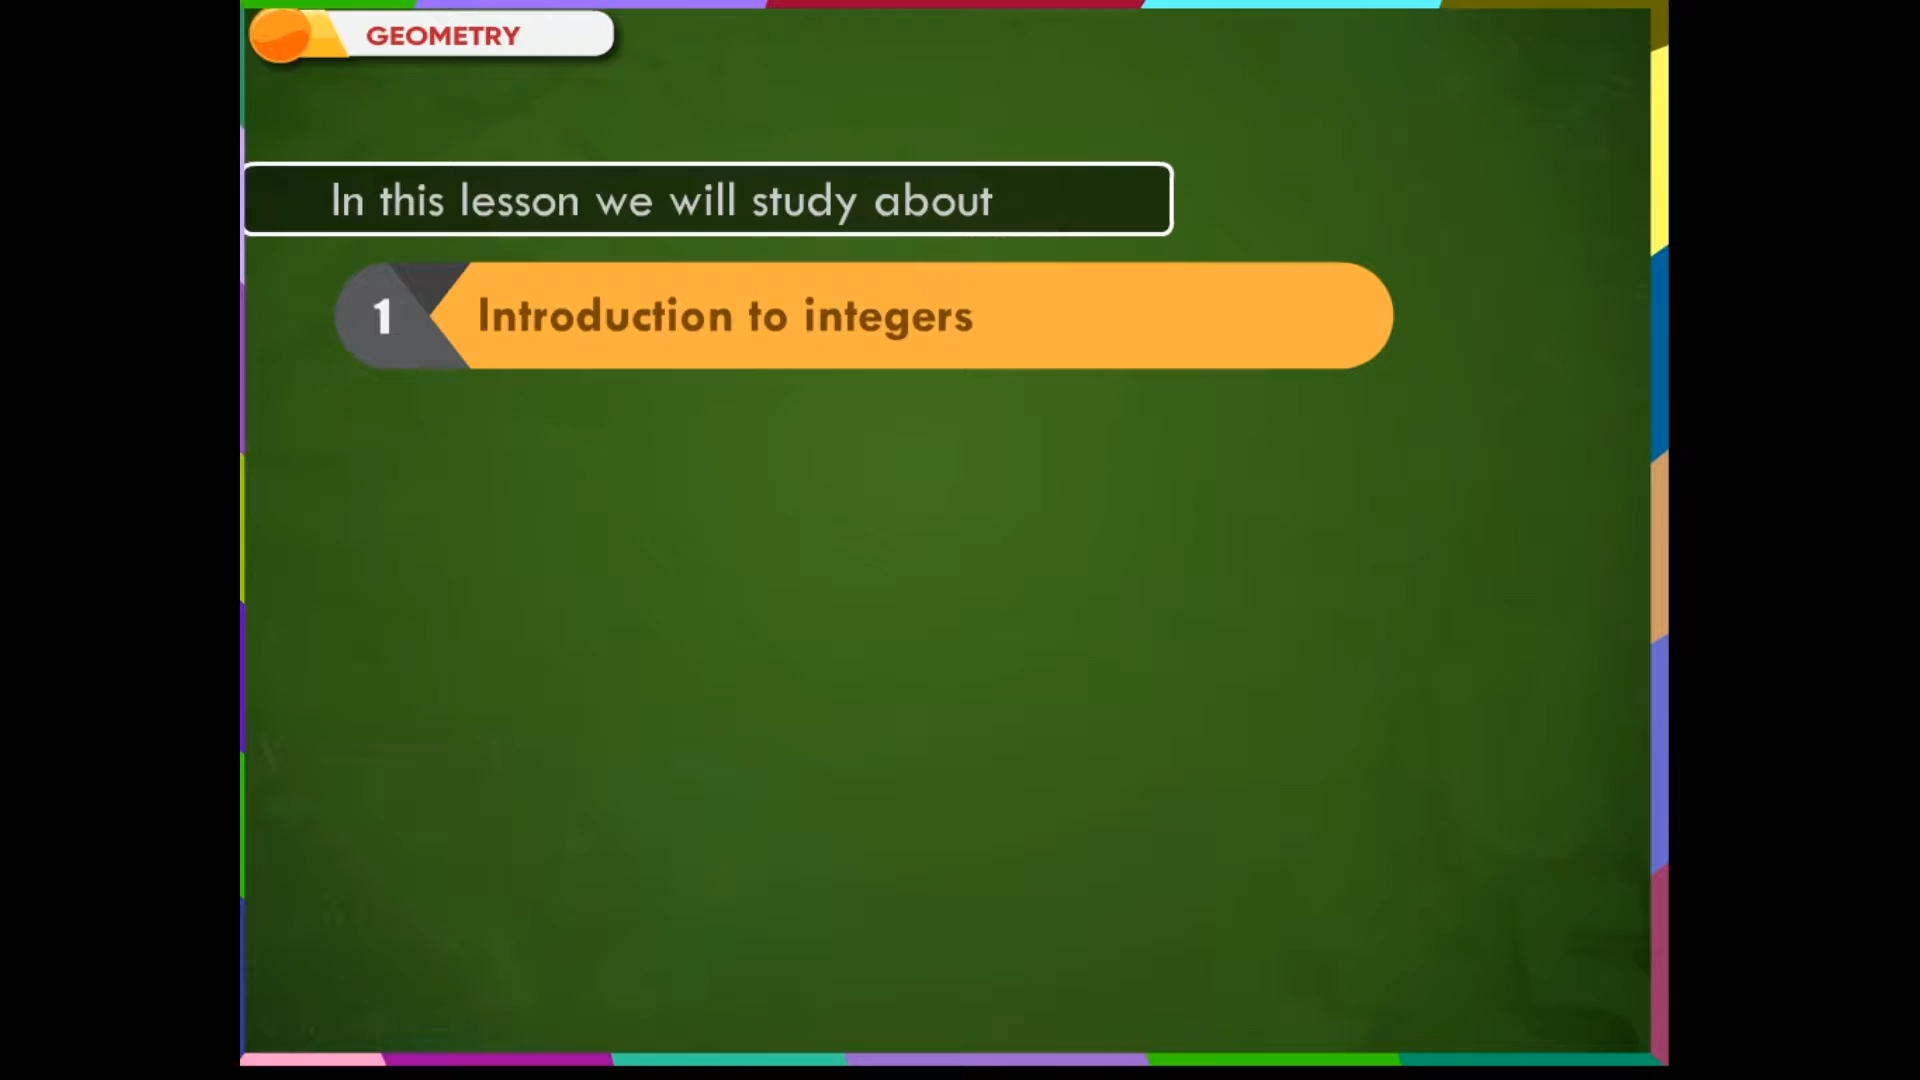 GEOMETRY
In this lesson we will study about
1 Introduction to integers